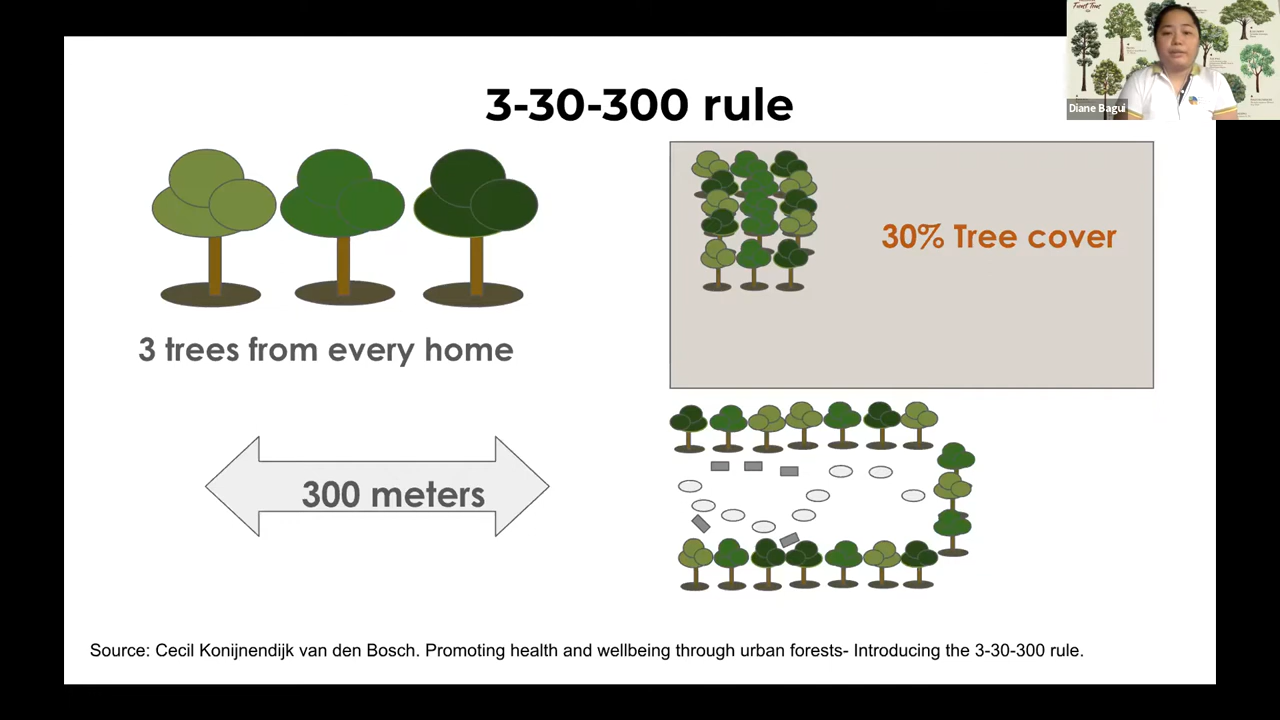 3-30-300 rule
Diane Bagui
30% Tree cover
3 trees from every home
300 meters
Source: Cecil Konijnendijk van den Bosch. Promoting health and wellbeing through urban forests- Introducing the 3-30-300 rule.